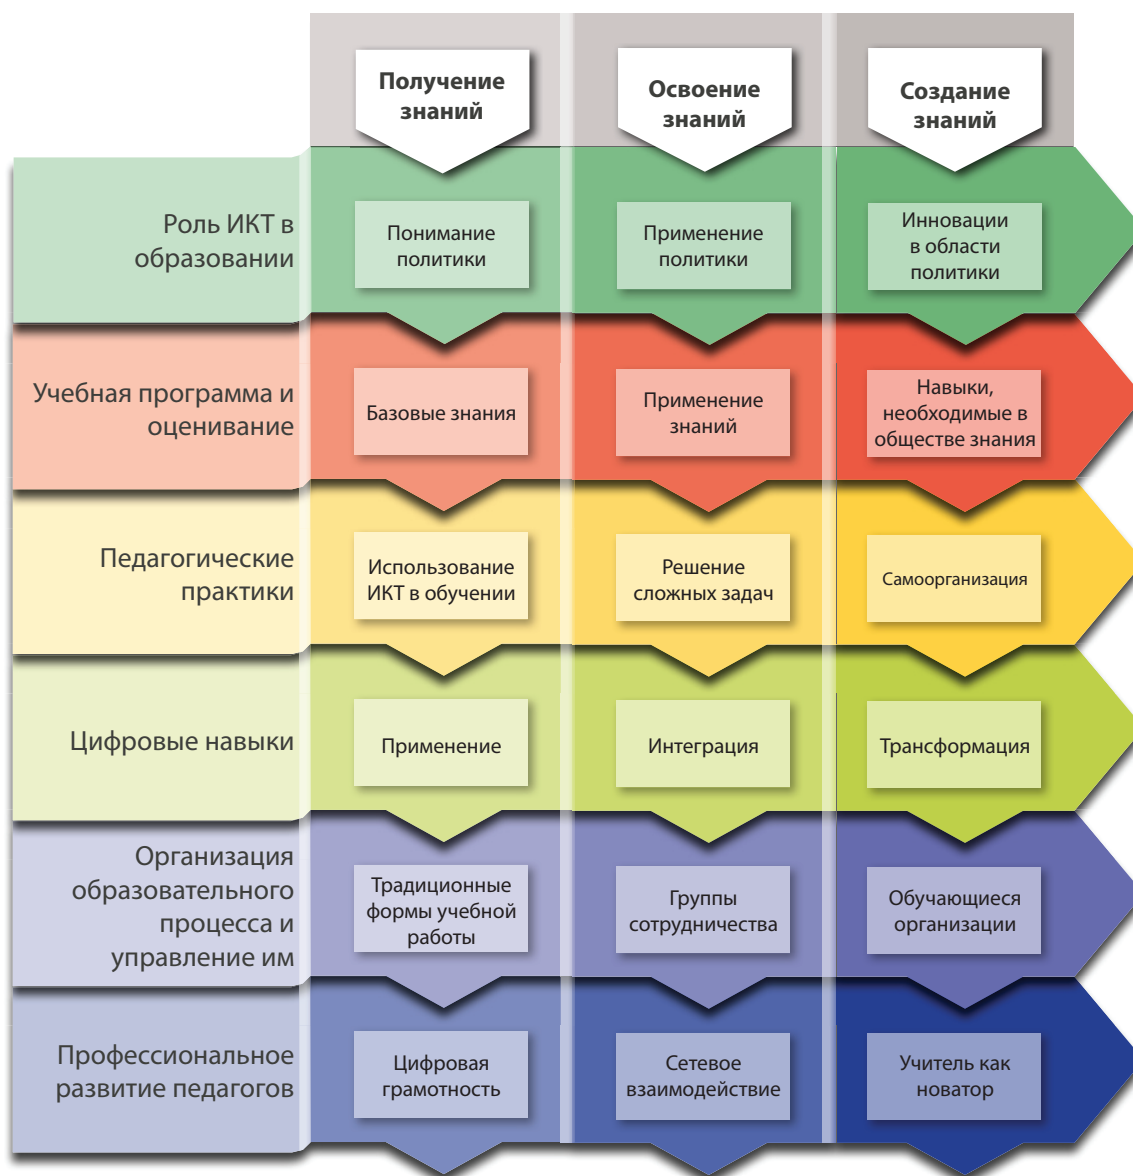 Получение
знаний
Освоение
знаний
Создание
знаний
Роль ИКТ в
образовании
Понимание
политики
Применение
политики
Инновации
в области
политики
Учебная программа и
оценивание
Базовые знания
Применение
знаний
Навыки,
необходимые в
обществе знания
Педагогические
практики
Использование
ИКТ в обучении
Решение
сложных задач
Самоорганизация
Цифровые навыки
Применение
Интеграция
Трансформация
Организация
образовательного
процесса и
управление им
Традиционные
формы учебной
работы
Группы
сотрудничества
Обучающиеся
организации
Профессиональное
развитие педагогов
Цифровая
грамотность
Сетевое
взаимодействие
Учитель как
новатор